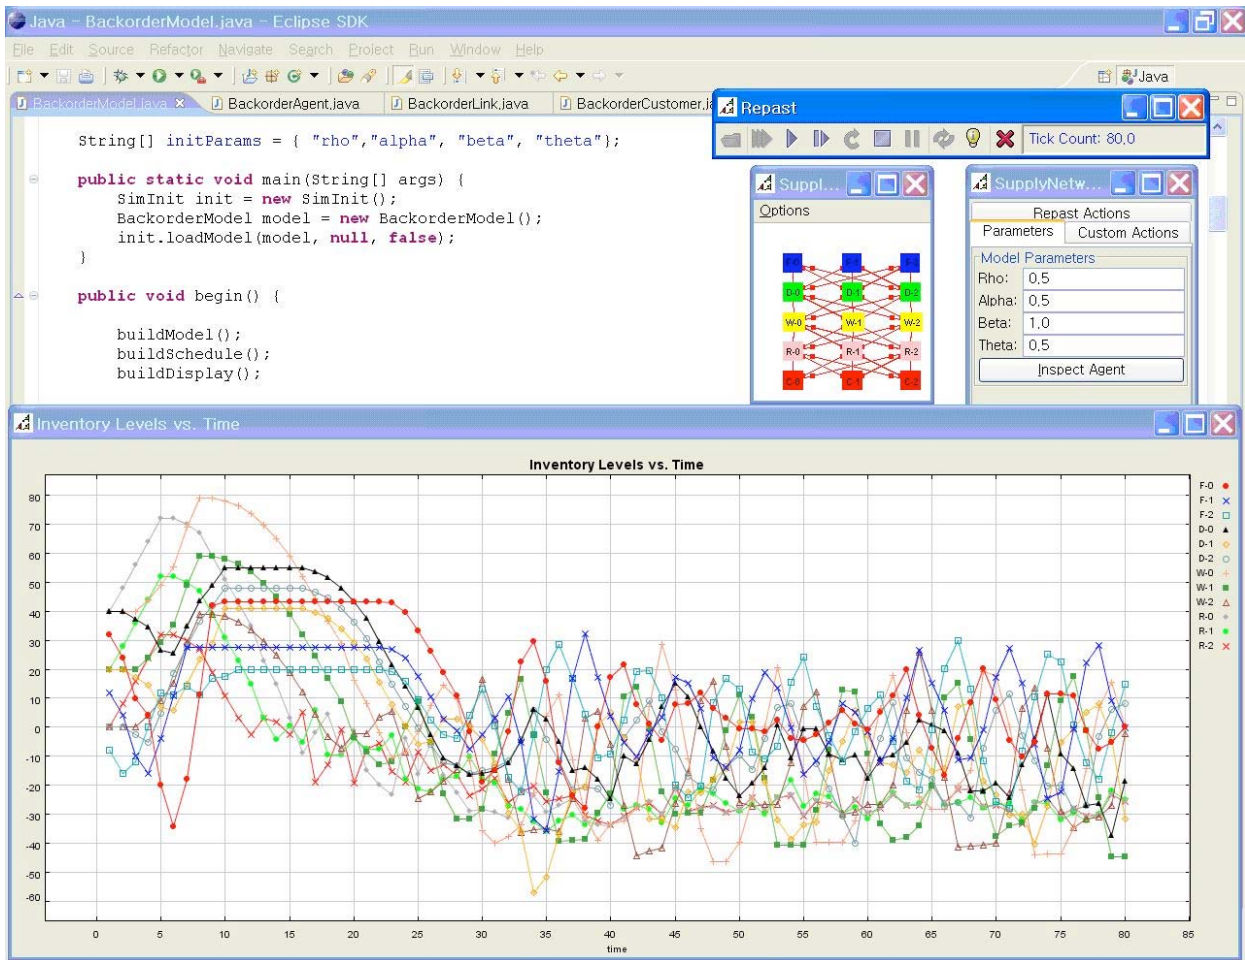 Java - BackorderModel.java - Eclipse SDK
File Edit Source Refactor Navigate Search Project Run Window Help
Java
BackorderModel.java BackorderAgent.java BackorderLink.java BackorderCustomer.j
Repast
Tick Count: 80,0
String[] initParams = { "rho","alpha", "beta", "theta"};
public static void main(String[] args) {
SimInit init = new SimInit();
BackorderModel model = new BackorderModel();
init.loadModel(model, null, false);
}
public void begin() {
buildModel();
buildSchedule();
buildDisplay();
Suppl...
Options
F-0 F-1 F-2
D-0 D-1 D-2
W-0 W-1 W-2
R-0 R-1 R-2
C-0 C-1 C-2
SupplyNetw...
Repast Actions
Parameters Custom Actions
Model Parameters
Rho: 0,5
Alpha: 0,5
Beta: 1,0
Theta: 0,5
Inspect Agent
Inventory Levels vs. Time
Inventory Levels vs. Time
80
70
60
50
40
30
20
10
0
-10
-20
-30
-40
-50
-60
0 5 10 15 20 25 30 35 40 45 50 55 60 65 70 75 80 85
time
F-0
F-1
F-2
D-0
D-1
D-2
W-0
W-1
W-2
R-0
R-1
R-2